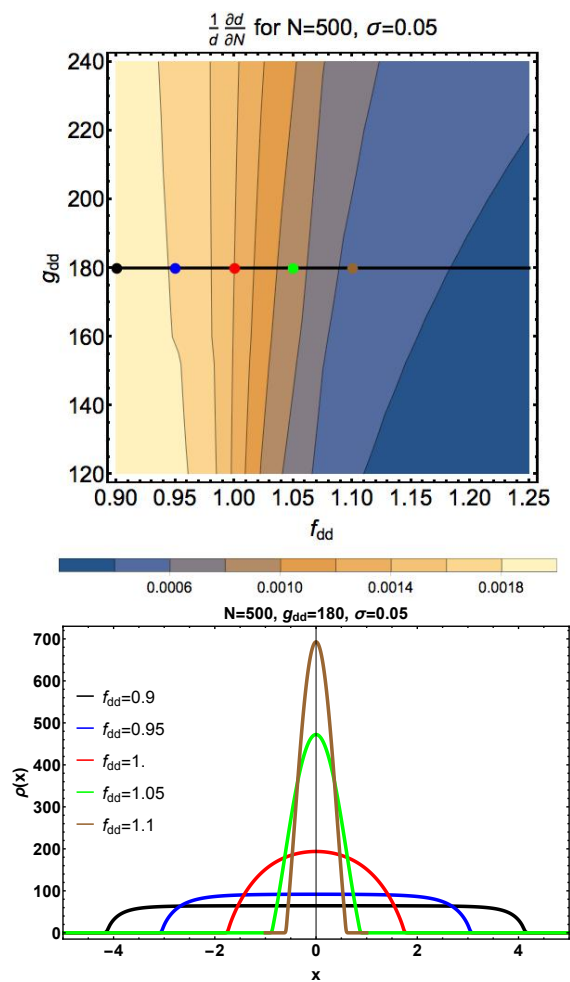 1/d ∂d/∂N for N=500, σ=0.05
240
220
200
180
160
140
120
g_dd
0.90 0.95 1.00 1.05 1.10 1.15 1.20 1.25
f_dd
0.0006 0.0010 0.0014 0.0018
N=500, g_dd=180, σ=0.05
700
600
500
400
300
200
100
0
ρ(x)
f_dd=0.9
f_dd=0.95
f_dd=1.
f_dd=1.05
f_dd=1.1
−4 −2 0 2 4
x